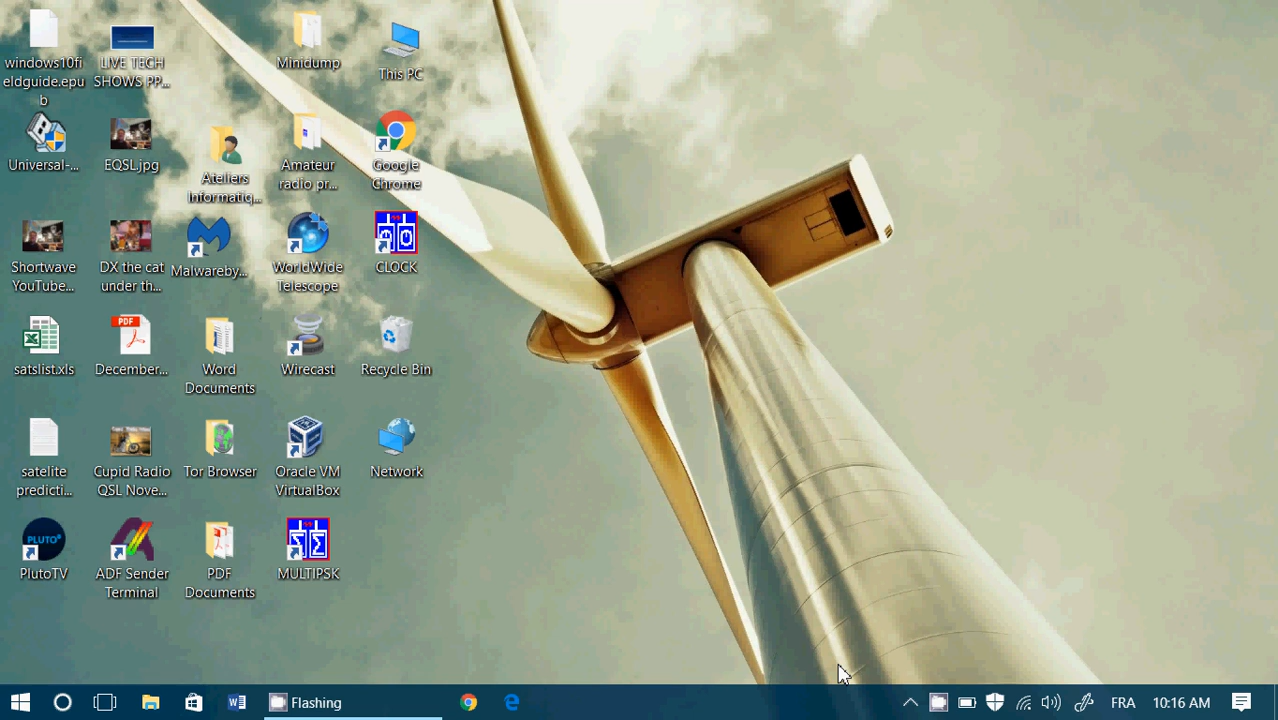 windows10fi
eldguide.epu
b
LIVE TECH
SHOWS PP...
Minidump
This PC
Universal-...
EQSL.jpg
Ateliers
Informatiq...
Amateur
radio pr...
Google
Chrome
Shortwave
YouTube...
DX the cat
under th...
Malwareby...
WorldWide
Telescope
CLOCK
satslist.xls
PDF
December...
Word
Documents
Wirecast
Recycle Bin
satelite
predicti...
Cupid Radio
QSL Nove...
Tor Browser
Oracle VM
VirtualBox
Network
PLUTO
PlutoTV
ADF Sender
Terminal
PDF
Documents
MULTIPSK
Flashing
FRA
10:16 AM